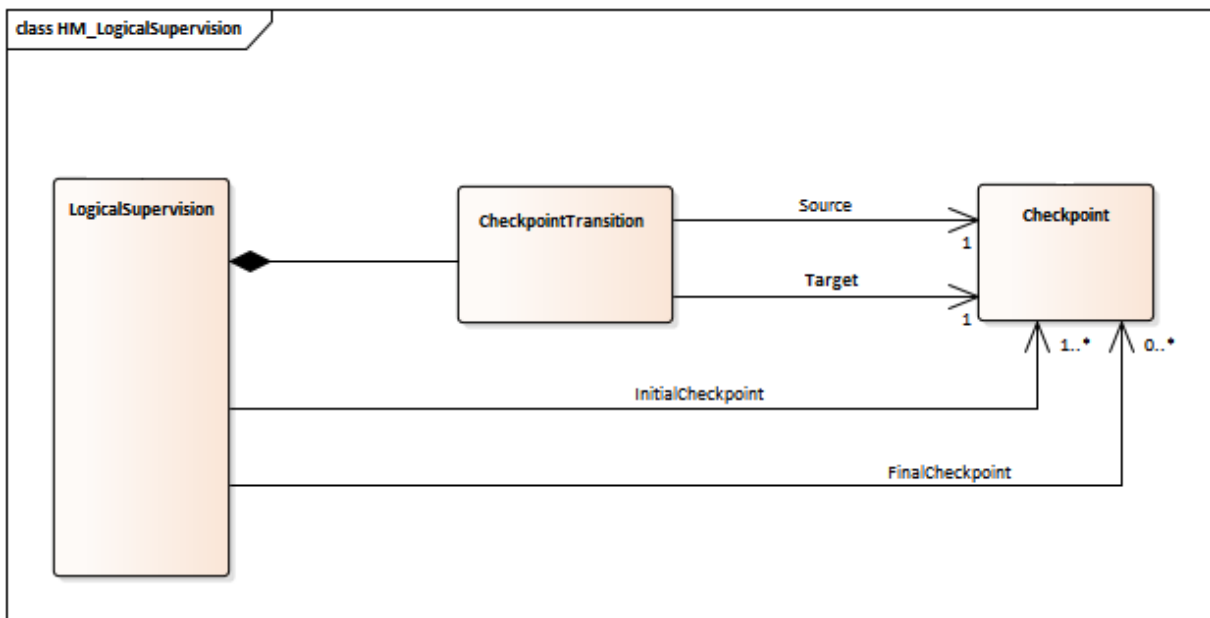 class HM_LogicalSupervision
LogicalSupervision
CheckpointTransition
Source
1
Target
1
Checkpoint
1..*
0..*
InitialCheckpoint
FinalCheckpoint